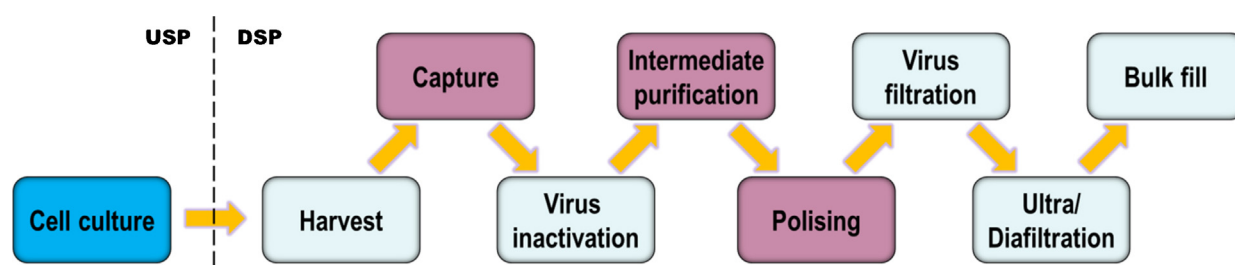 USP
DSP
Cell culture
Harvest
Capture
Virus
inactivation
Intermediate
purification
Polising
Virus
filtration
Ultra/
Diafiltration
Bulk fill